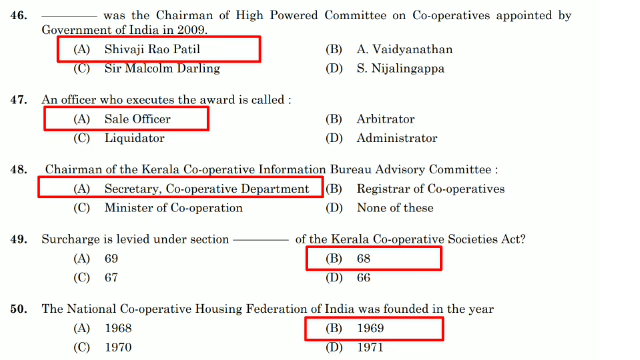 46. ________ was the Chairman of High Powered Committee on Co-operatives appointed by
Government of India in 2009.
(A) Shivaji Rao Patil (B) A. Vaidyanathan
(C) Sir Malcolm Darling (D) S. Nijalingappa
47. An officer who executes the award is called :
(A) Sale Officer (B) Arbitrator
(C) Liquidator (D) Administrator
48. Chairman of the Kerala Co-operative Information Bureau Advisory Committee :
(A) Secretary, Co-operative Department (B) Registrar of Co-operatives
(C) Minister of Co-operation (D) None of these
49. Surcharge is levied under section ________ of the Kerala Co-operative Societies Act?
(A) 69 (B) 68
(C) 67 (D) 66
50. The National Co-operative Housing Federation of India was founded in the year
(A) 1968 (B) 1969
(C) 1970 (D) 1971